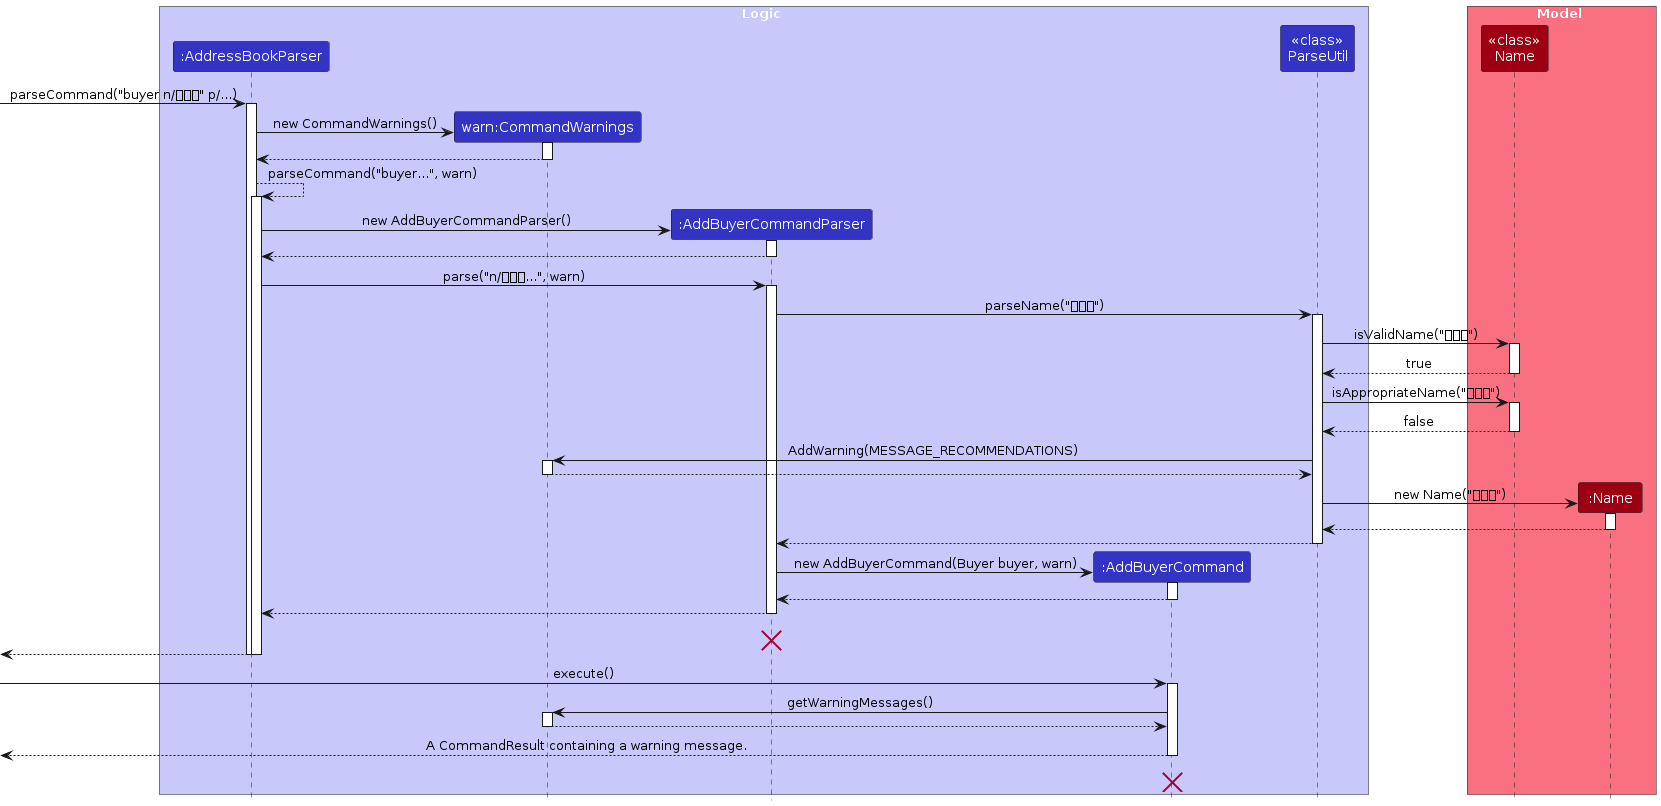 Logic
Model
:AddressBookParser
«class»
ParseUtil
«class»
Name
parseCommand("buyer n/□□□" p/...)
new CommandWarnings()
warn:CommandWarnings
parseCommand("buyer...", warn)
new AddBuyerCommandParser()
:AddBuyerCommandParser
parse("n/□□□...", warn)
parseName("□□□")
isValidName("□□□")
true
isAppropriateName("□□□")
false
AddWarning(MESSAGE_RECOMMENDATIONS)
new Name("□□□")
:Name
new AddBuyerCommand(Buyer buyer, warn)
:AddBuyerCommand
execute()
getWarningMessages()
A CommandResult containing a warning message.